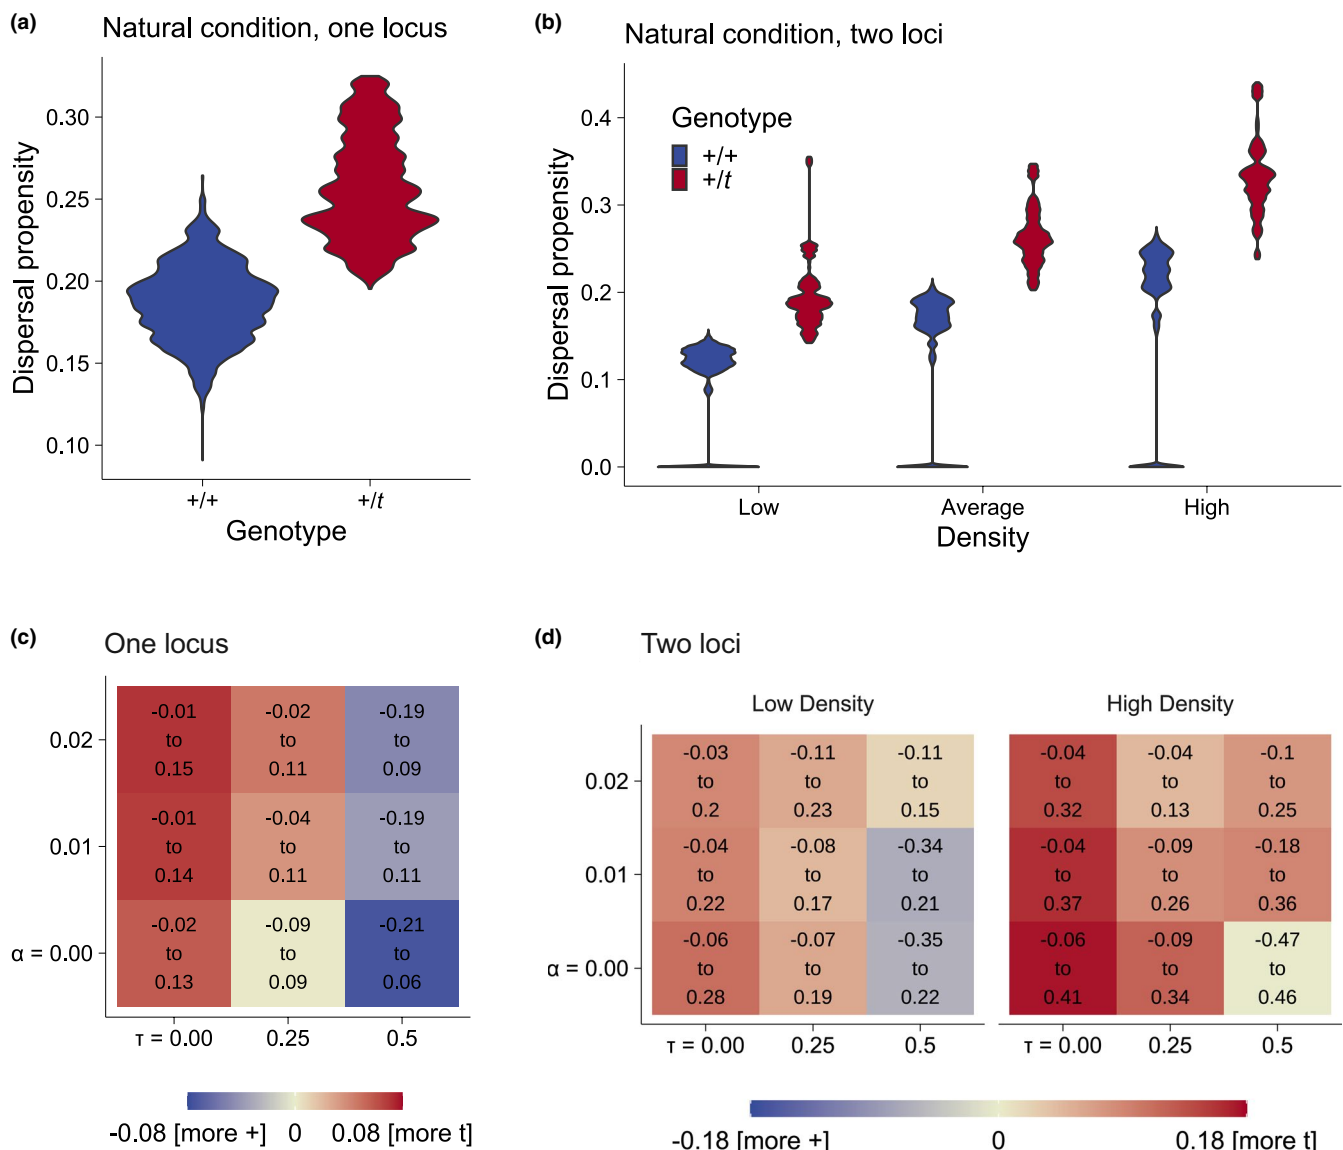 (a)
Natural condition, one locus
Dispersal propensity
0.30
0.25
0.20
0.15
0.10
+/+
+/t
Genotype
(b)
Natural condition, two loci
Dispersal propensity
0.4
0.3
0.2
0.1
0.0
Genotype
+/+
+/t
Low
Average
High
Density
(c)
One locus
0.02
0.01
α = 0.00
-0.01
to
0.15
-0.02
to
0.11
-0.19
to
0.09
-0.01
to
0.14
-0.04
to
0.11
-0.19
to
0.11
-0.02
to
0.13
-0.09
to
0.09
-0.21
to
0.06
τ = 0.00
0.25
0.5
-0.08 [more +]
0
0.08 [more t]
(d)
Two loci
Low Density
0.02
0.01
α = 0.00
-0.03
to
0.2
-0.11
to
0.23
-0.11
to
0.15
-0.04
to
0.22
-0.08
to
0.17
-0.34
to
0.21
-0.06
to
0.28
-0.07
to
0.19
-0.35
to
0.22
τ = 0.00
0.25
0.5
High Density
-0.04
to
0.32
-0.04
to
0.13
-0.1
to
0.25
-0.04
to
0.37
-0.09
to
0.26
-0.18
to
0.36
-0.06
to
0.41
-0.09
to
0.34
-0.47
to
0.46
τ = 0.00
0.25
0.5
-0.18 [more +]
0
0.18 [more t]